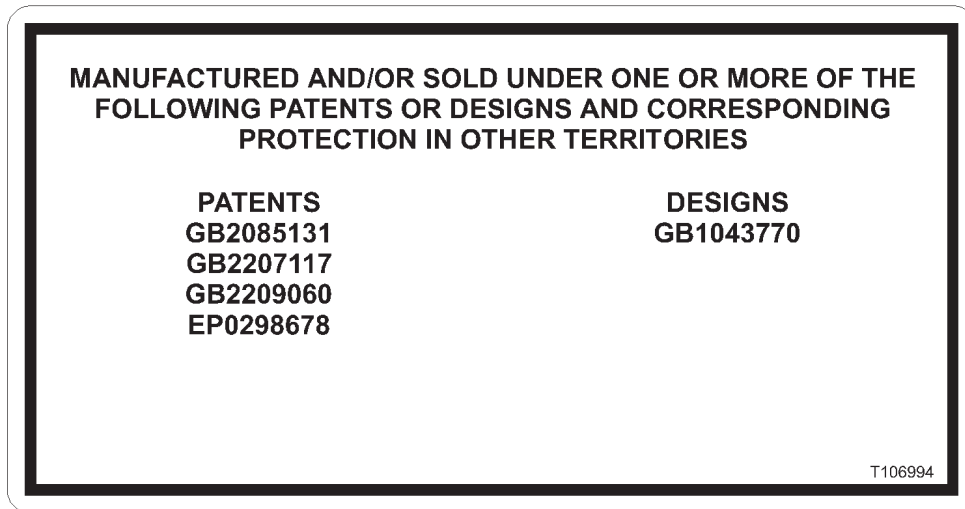 MANUFACTURED AND/OR SOLD UNDER ONE OR MORE OF THE
FOLLOWING PATENTS OR DESIGNS AND CORRESPONDING
PROTECTION IN OTHER TERRITORIES
PATENTS
GB2085131
GB2207117
GB2209060
EP0298678
DESIGNS
GB1043770
T106994